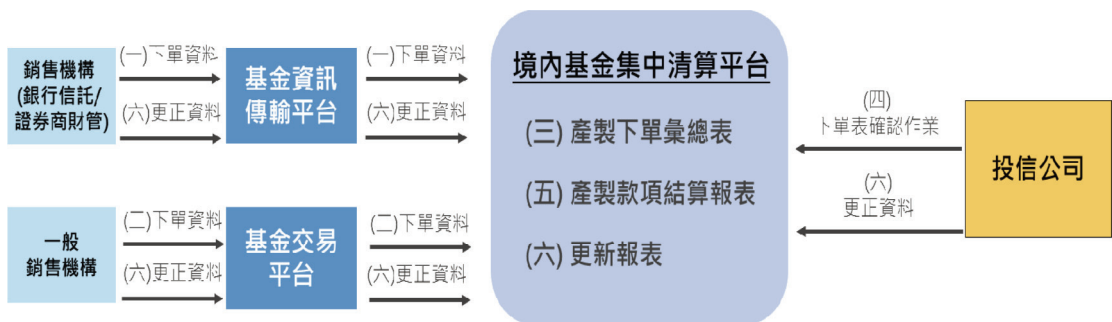 銷售機構
(銀行信託/
證券商財管)
(一)下單資料
(六)更正資料
基金資訊
傳輸平台
(一)下單資料
(六)更正資料
境內基金集中清算平台
(三) 產製下單彙總表
(五) 產製款項結算報表
(六) 更新報表
(四)
下單表確認作業
(六)
更正資料
投信公司
一般
銷售機構
(二)下單資料
(六)更正資料
基金交易
平台
(二)下單資料
(六)更正資料